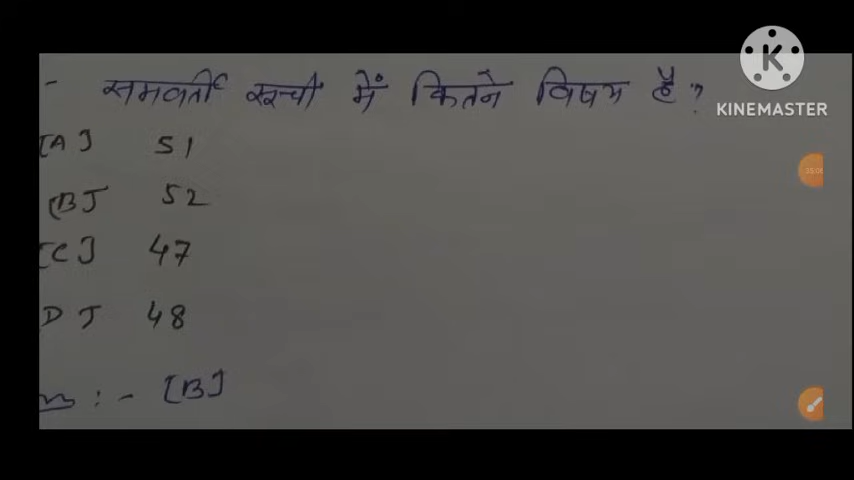 - समवर्ती सूची में कितने विषय है ?
KINEMASTER
[A] 51
[B] 52
[C] 47
D] 48
:- [B]